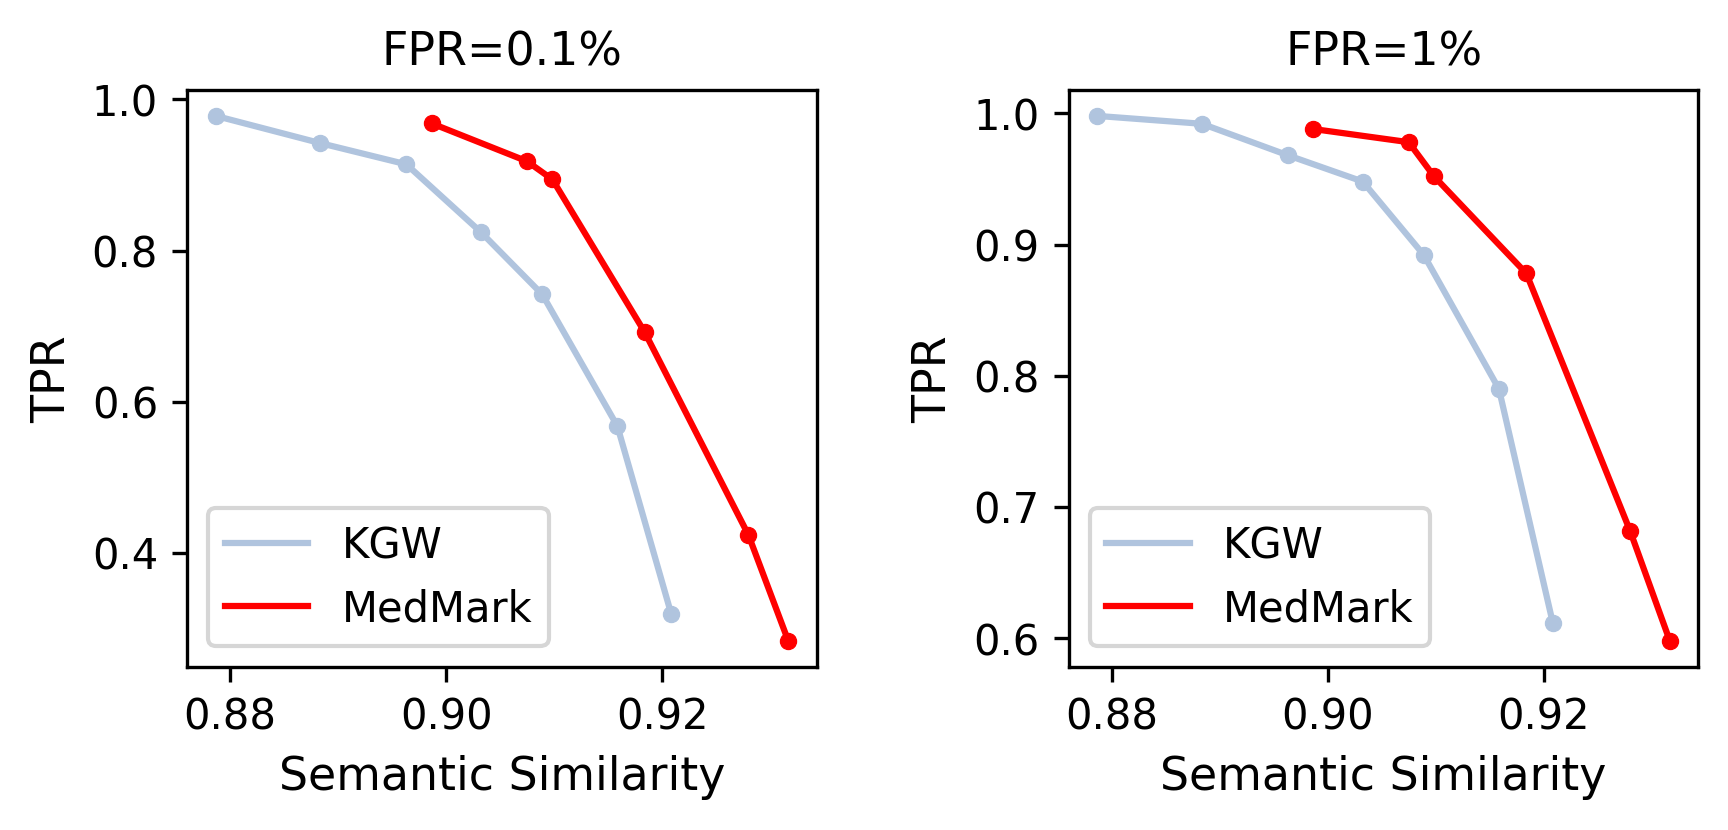 FPR=0.1%
1.0
0.8
0.6
0.4
TPR
KGW
MedMark
0.88 0.90 0.92
Semantic Similarity
FPR=1%
1.0
0.9
0.8
0.7
0.6
TPR
KGW
MedMark
0.88 0.90 0.92
Semantic Similarity